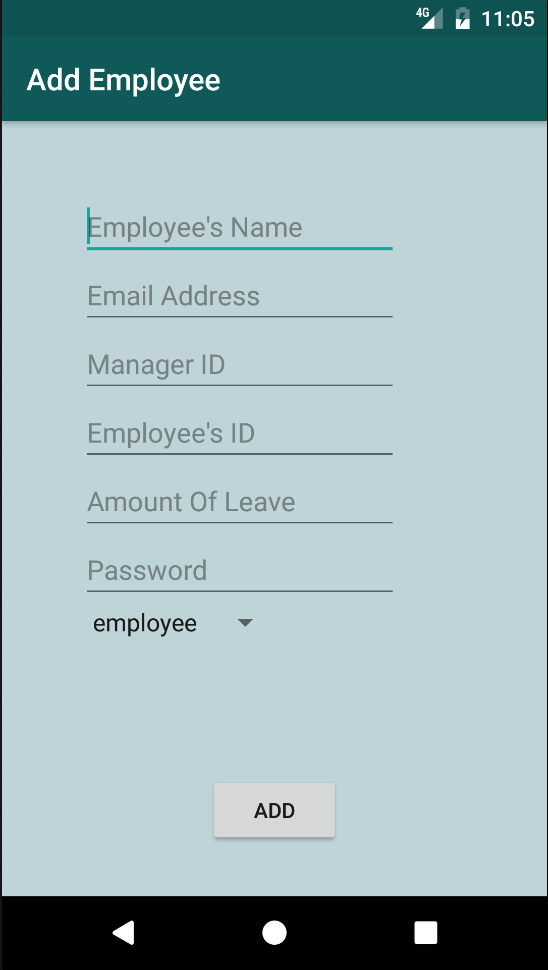 4G 11:05
Add Employee
Employee's Name
Email Address
Manager ID
Employee's ID
Amount Of Leave
Password
employee
ADD